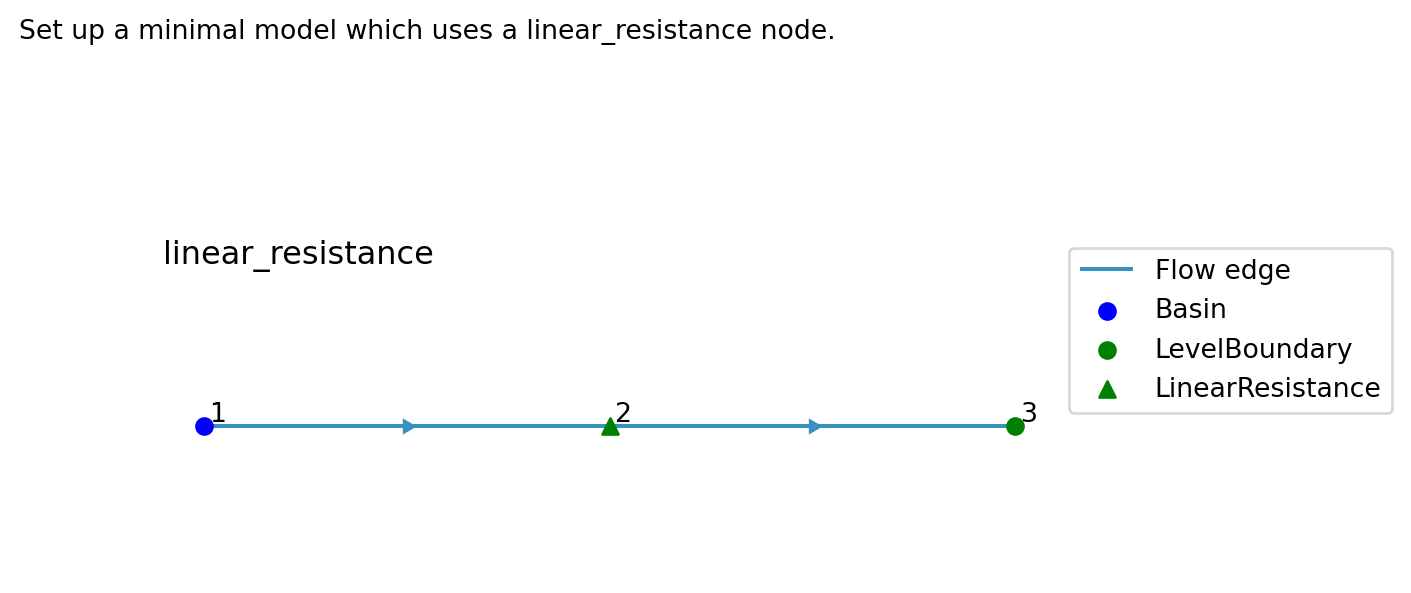 Set up a minimal model which uses a linear_resistance node.
linear_resistance
Flow edge
Basin
LevelBoundary
LinearResistance
1
2
3